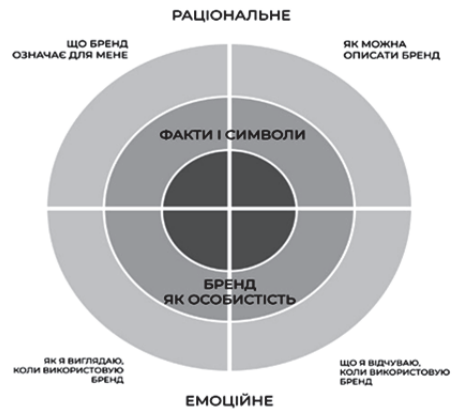 РАЦІОНАЛЬНЕ
ЩО БРЕНД
ОЗНАЧАЄ ДЛЯ МЕНЕ
ЯК МОЖНА
ОПИСАТИ БРЕНД
ФАКТИ І СИМВОЛИ
БРЕНД
ЯК ОСОБИСТІСТЬ
ЯК Я ВИГЛЯДАЮ,
КОЛИ ВИКОРИСТОВУЮ
БРЕНД
ЩО Я ВІДЧУВАЮ,
КОЛИ ВИКОРИСТОВУЮ
БРЕНД
ЕМОЦІЙНЕ